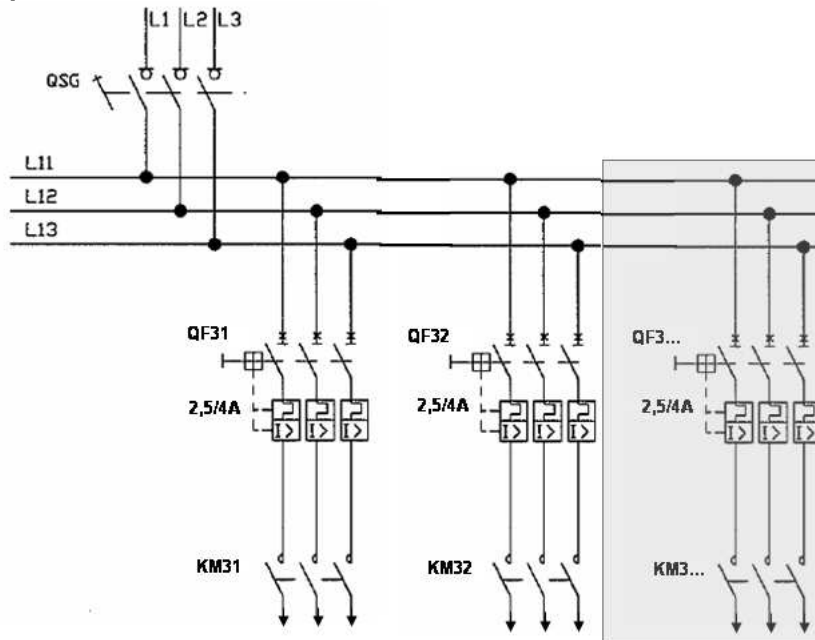 L1 L2 L3
QSG
L11
L12
L13
QF31 QF32 QF3...
2,5/4A 2,5/4A 2,5/4A
I> I> I> I> I> I> I> I> I>
KM31 KM32 KM3...